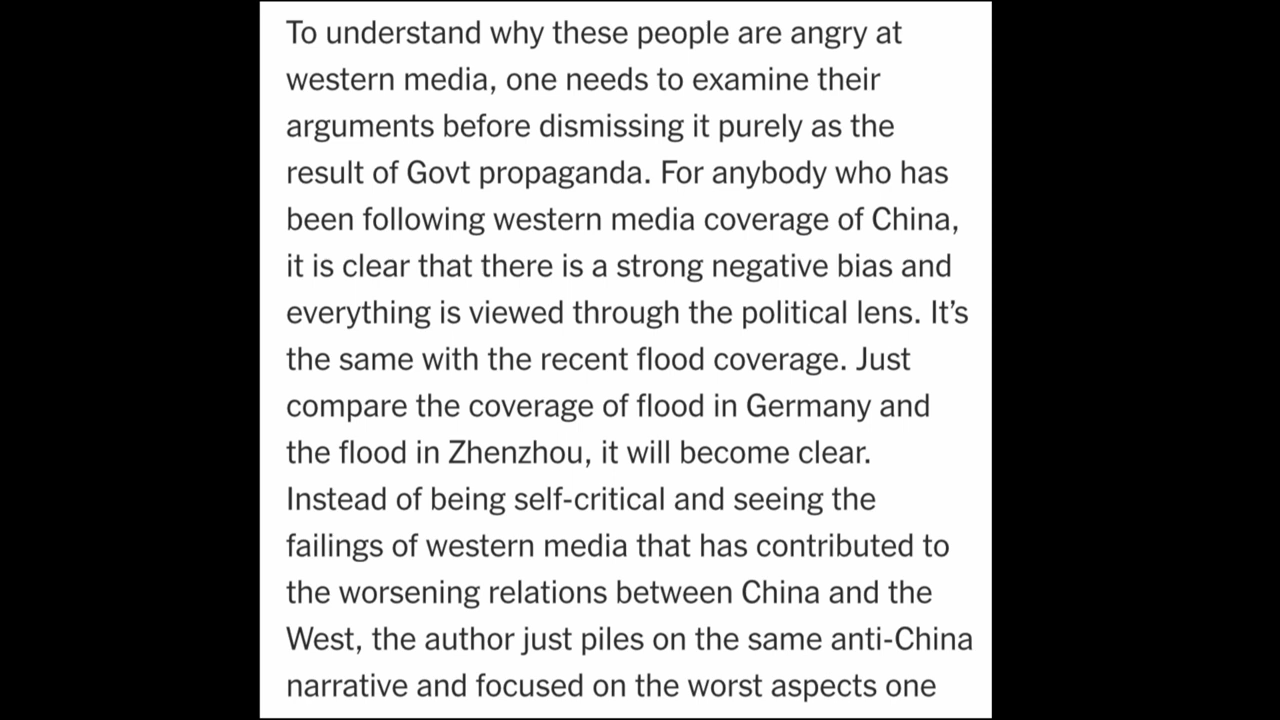 To understand why these people are angry at
western media, one needs to examine their
arguments before dismissing it purely as the
result of Govt propaganda. For anybody who has
been following western media coverage of China,
it is clear that there is a strong negative bias and
everything is viewed through the political lens. It’s
the same with the recent flood coverage. Just
compare the coverage of flood in Germany and
the flood in Zhenzhou, it will become clear.
Instead of being self-critical and seeing the
failings of western media that has contributed to
the worsening relations between China and the
West, the author just piles on the same anti-China
narrative and focused on the worst aspects one